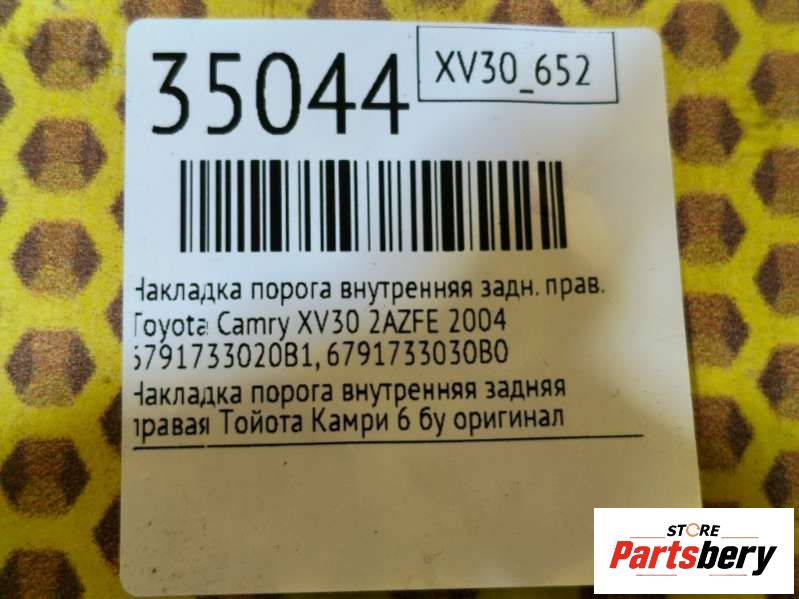 35044
XV30_652
Накладка порога внутренняя задн. прав.
Toyota Camry XV30 2AZFE 2004
6791733020B1, 6791733030B0
Накладка порога внутренняя задняя
правая Тойота Камри 6 бу оригинал
STORE
Partsbery